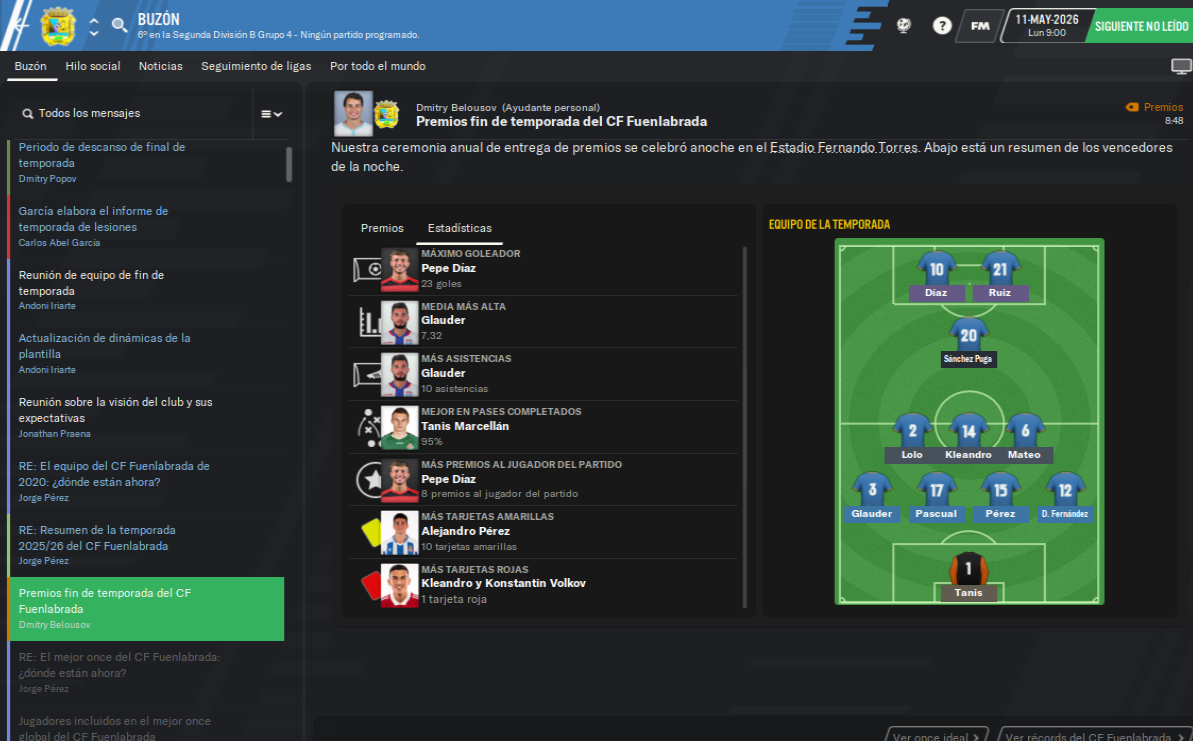 BUZÓN
6º en la Segunda División B Grupo 4 - Ningún partido programado.
?
FM
11-MAY-2026
Lun 9:00
SIGUIENTE NO LEÍDO
Buzón
Hilo social
Noticias
Seguimiento de ligas
Por todo el mundo
Todos los mensajes
Periodo de descanso de final de
temporada
Dmitry Popov
García elabora el informe de
temporada de lesiones
Carlos Abel García
Reunión de equipo de fin de
temporada
Andoni Iriarte
Actualización de dinámicas de la
plantilla
Andoni Iriarte
Reunión sobre la visión del club y sus
expectativas
Jonathan Praena
RE: El equipo del CF Fuenlabrada de
2020: ¿dónde están ahora?
Jorge Pérez
RE: Resumen de la temporada
2025/26 del CF Fuenlabrada
Jorge Pérez
Premios fin de temporada del CF
Fuenlabrada
Dmitry Belousov
RE: El mejor once del CF Fuenlabrada:
¿dónde están ahora?
Jorge Pérez
Jugadores incluidos en el mejor once
global del CF Fuenlabrada
Dmitry Belousov (Ayudante personal)
Premios fin de temporada del CF Fuenlabrada
Premios
8:48
Nuestra ceremonia anual de entrega de premios se celebró anoche en el Estadio Fernando Torres. Abajo está un resumen de los vencedores
de la noche.
Premios
Estadísticas
MÁXIMO GOLEADOR
Pepe Díaz
23 goles
MEDIA MÁS ALTA
Glauder
7,32
MÁS ASISTENCIAS
Glauder
10 asistencias
MEJOR EN PASES COMPLETADOS
Tanis Marcellán
95%
MÁS PREMIOS AL JUGADOR DEL PARTIDO
Pepe Díaz
8 premios al jugador del partido
MÁS TARJETAS AMARILLAS
Alejandro Pérez
10 tarjetas amarillas
MÁS TARJETAS ROJAS
Kleandro y Konstantin Volkov
1 tarjeta roja
EQUIPO DE LA TEMPORADA
10 21
Díaz Ruiz
20
Sánchez Puga
2 14 6
Lolo Kleandro Mateo
3 17 15 12
Glauder Pascual Pérez D. Fernández
1
Tanis
Ver once ideal
Ver récords del CF Fuenlabrada